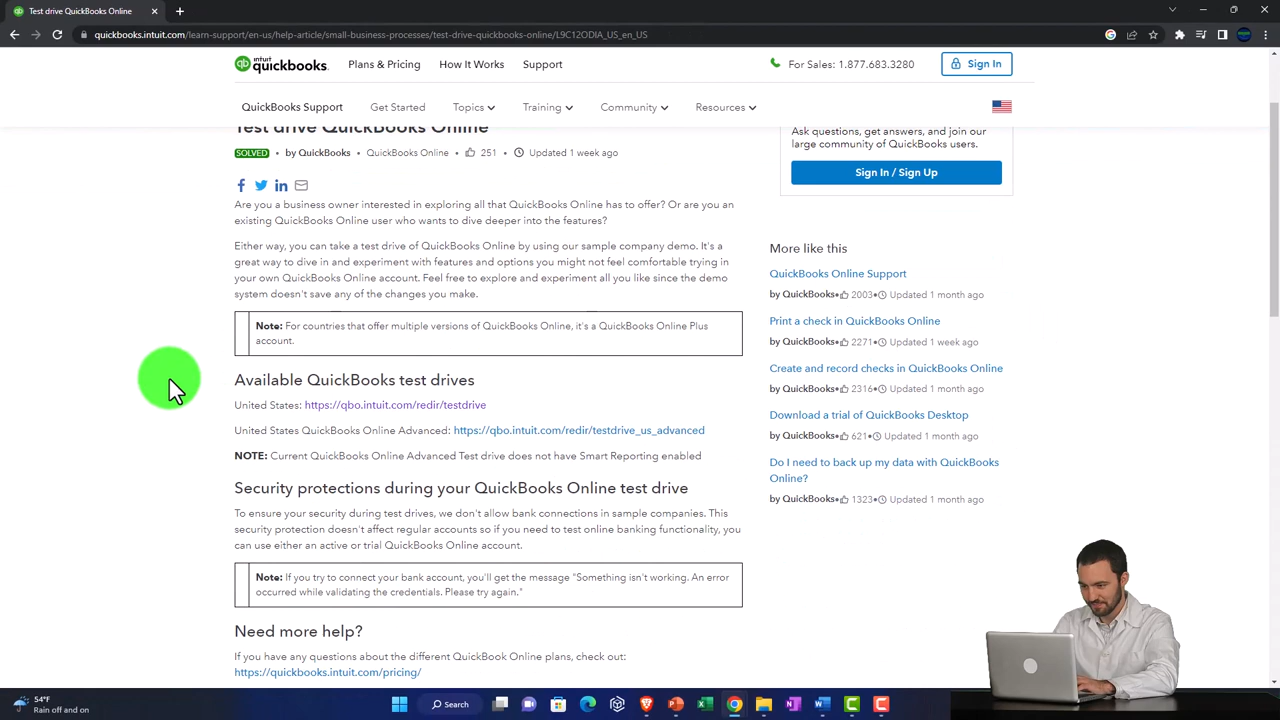 Test drive QuickBooks Online
quickbooks.intuit.com/learn-support/en-us/help-article/small-business-processes/test-drive-quickbooks-online/L9C12ODIA_US_en_US
intuit quickbooks. Plans & Pricing How It Works Support For Sales: 1.877.683.3280 Sign In
QuickBooks Support Get Started Topics Training Community Resources
Test drive QuickBooks Online
SOLVED • by QuickBooks • QuickBooks Online • 251 • Updated 1 week ago
Are you a business owner interested in exploring all that QuickBooks Online has to offer? Or are you an
existing QuickBooks Online user who wants to dive deeper into the features?
Either way, you can take a test drive of QuickBooks Online by using our sample company demo. It's a
great way to dive in and experiment with features and options you might not feel comfortable trying in
your own QuickBooks Online account. Feel free to explore and experiment all you like since the demo
system doesn't save any of the changes you make.
Note: For countries that offer multiple versions of QuickBooks Online, it's a QuickBooks Online Plus
account.
Available QuickBooks test drives
United States: https://qbo.intuit.com/redir/testdrive
United States QuickBooks Online Advanced: https://qbo.intuit.com/redir/testdrive_us_advanced
NOTE: Current QuickBooks Online Advanced Test drive does not have Smart Reporting enabled
Security protections during your QuickBooks Online test drive
To ensure your security during test drives, we don't allow bank connections in sample companies. This
security protection doesn't affect regular accounts so if you need to test online banking functionality, you
can use either an active or trial QuickBooks Online account.
Note: If you try to connect your bank account, you'll get the message "Something isn't working. An error
occurred while validating the credentials. Please try again."
Need more help?
If you have any questions about the different QuickBook Online plans, check out:
https://quickbooks.intuit.com/pricing/
Ask questions, get answers, and join our
large community of QuickBooks users.
Sign In / Sign Up
More like this
QuickBooks Online Support
by QuickBooks• 2003• Updated 1 month ago
Print a check in QuickBooks Online
by QuickBooks• 2271• Updated 1 week ago
Create and record checks in QuickBooks Online
by QuickBooks• 2316• Updated 1 month ago
Download a trial of QuickBooks Desktop
by QuickBooks• 621• Updated 1 month ago
Do I need to back up my data with QuickBooks
Online?
by QuickBooks• 1323• Updated 1 month ago
54°F
Rain off and on
Search